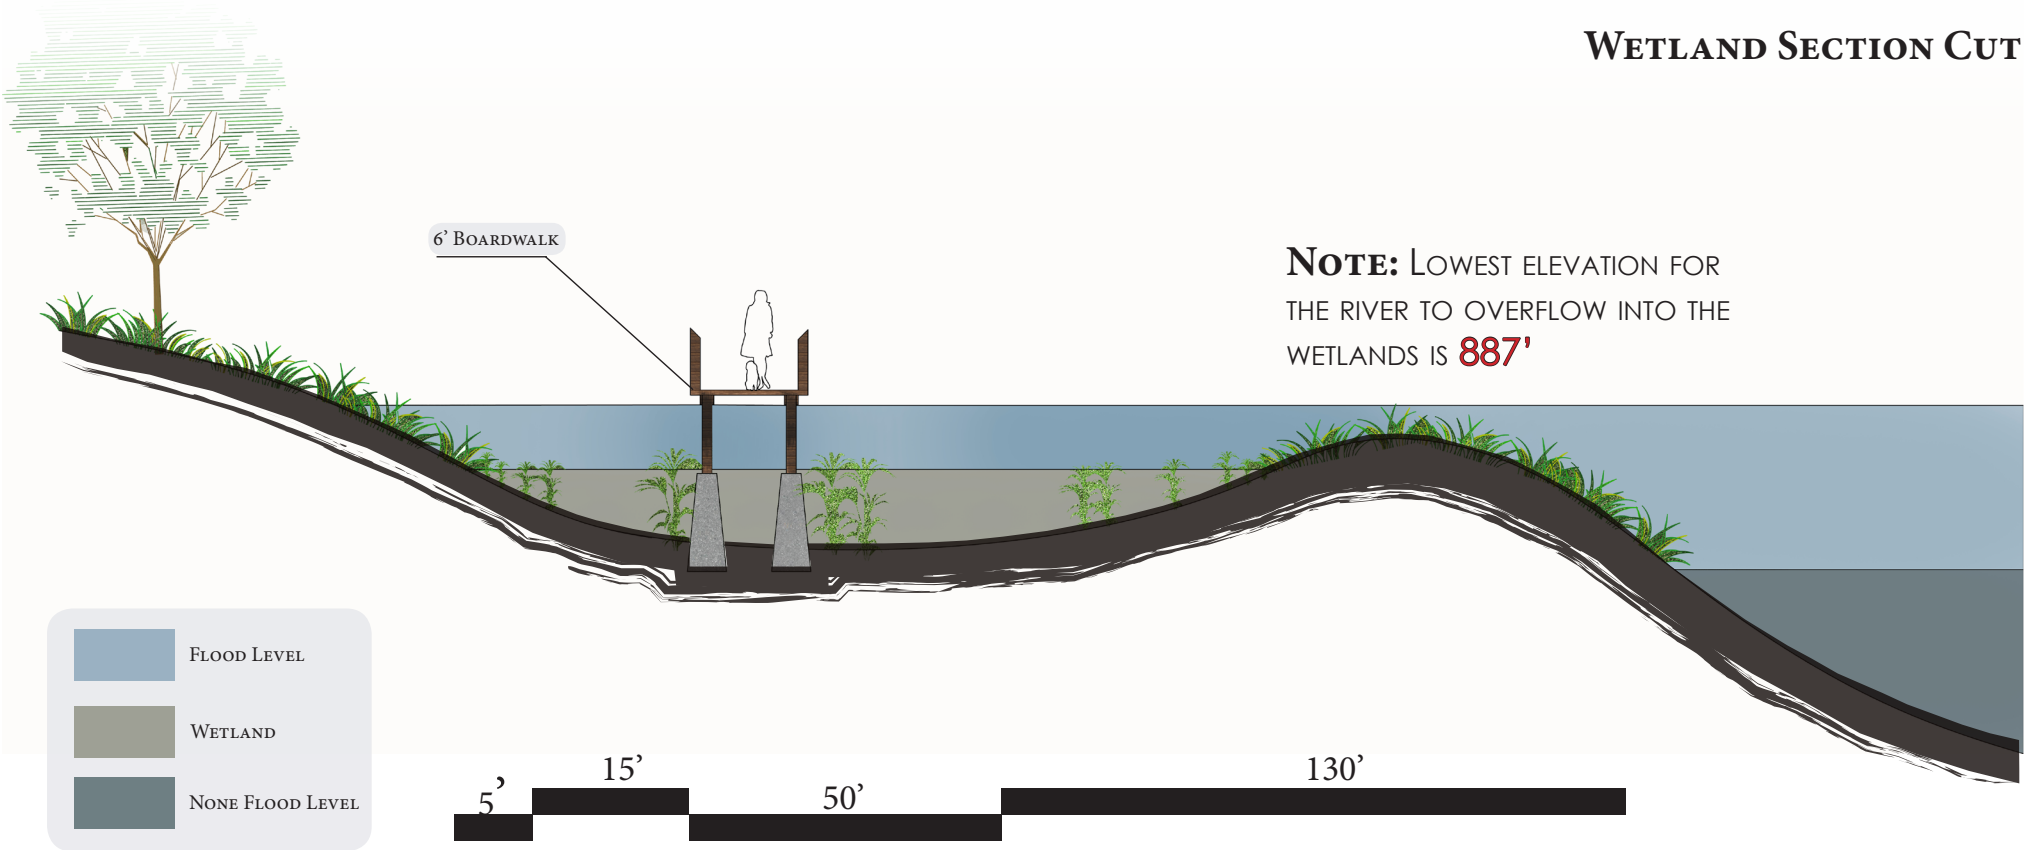 Wetland Section Cut
6’ Boardwalk
Note: Lowest elevation for
the river to overflow into the
wetlands is 887’
Flood Level
Wetland
None Flood Level
5’
15’
50’
130’